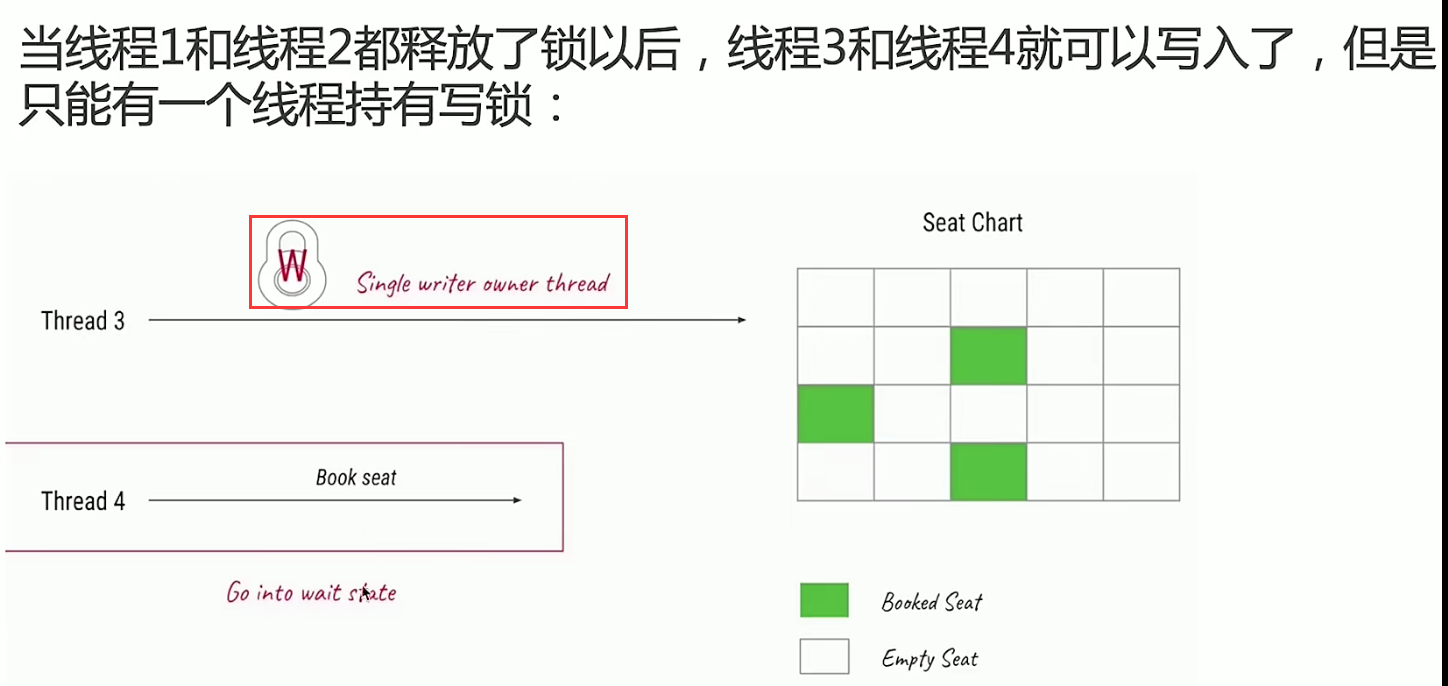 当线程1和线程2都释放了锁以后，线程3和线程4就可以写入了，但是
只能有一个线程持有写锁：
Seat Chart
W
Single writer owner thread
Thread 3
Book seat
Thread 4
Go into wait state
Booked Seat
Empty Seat